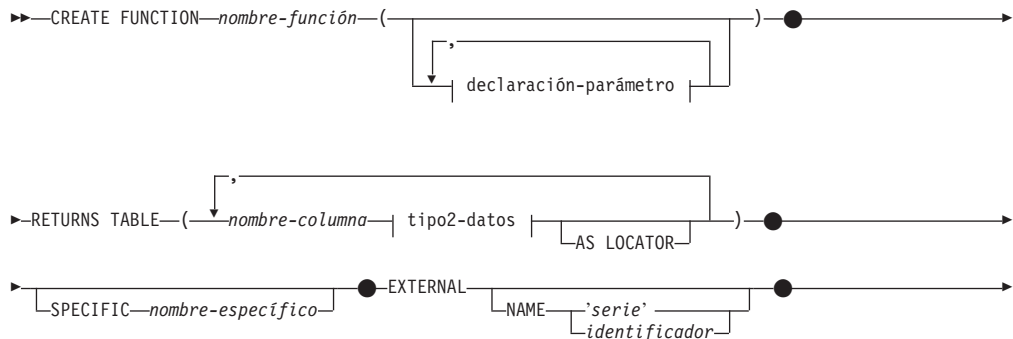 CREATE FUNCTION nombre-función ( )
,
declaración-parámetro
,
RETURNS TABLE ( nombre-columna tipo2-datos )
AS LOCATOR
EXTERNAL
SPECIFIC nombre-específico NAME 'serie'
identificador